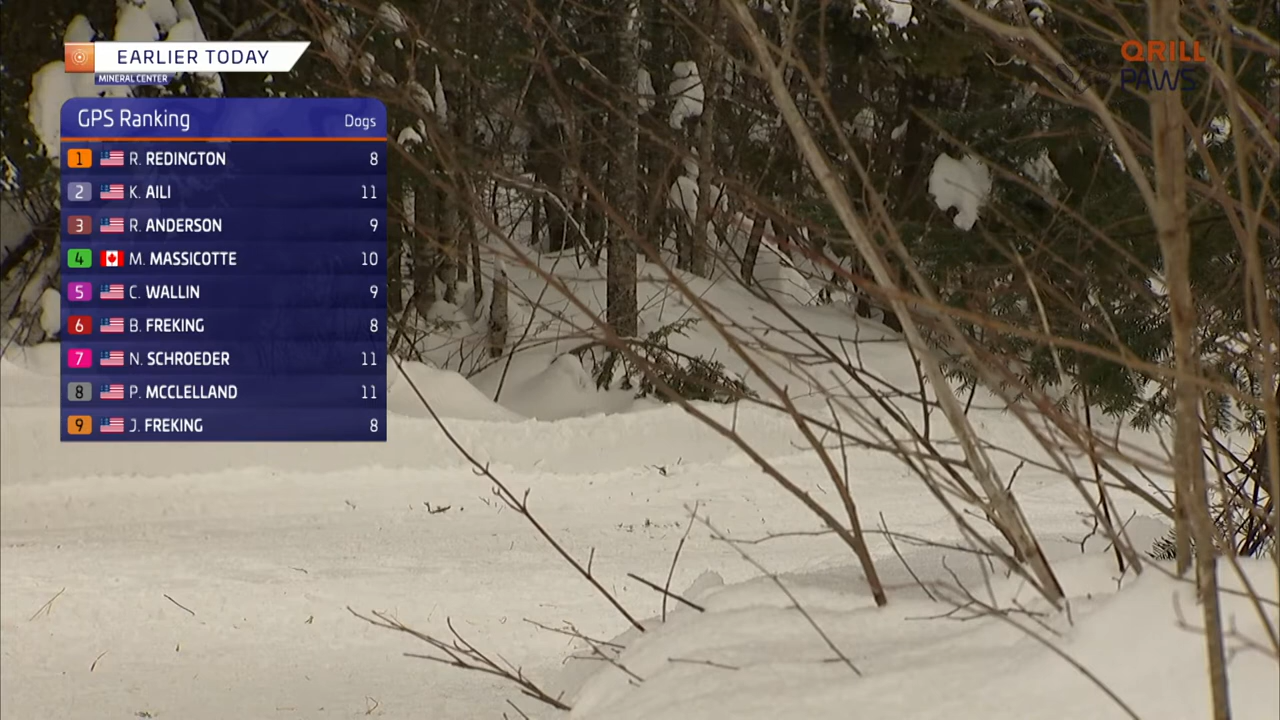 EARLIER TODAY
MINERAL CENTER
QRILL
PAWS
GPS Ranking Dogs
1 R. REDINGTON 8
2 K. AILI 11
3 R. ANDERSON 9
4 M. MASSICOTTE 10
5 C. WALLIN 9
6 B. FREKING 8
7 N. SCHROEDER 11
8 P. MCCLELLAND 11
9 J. FREKING 8